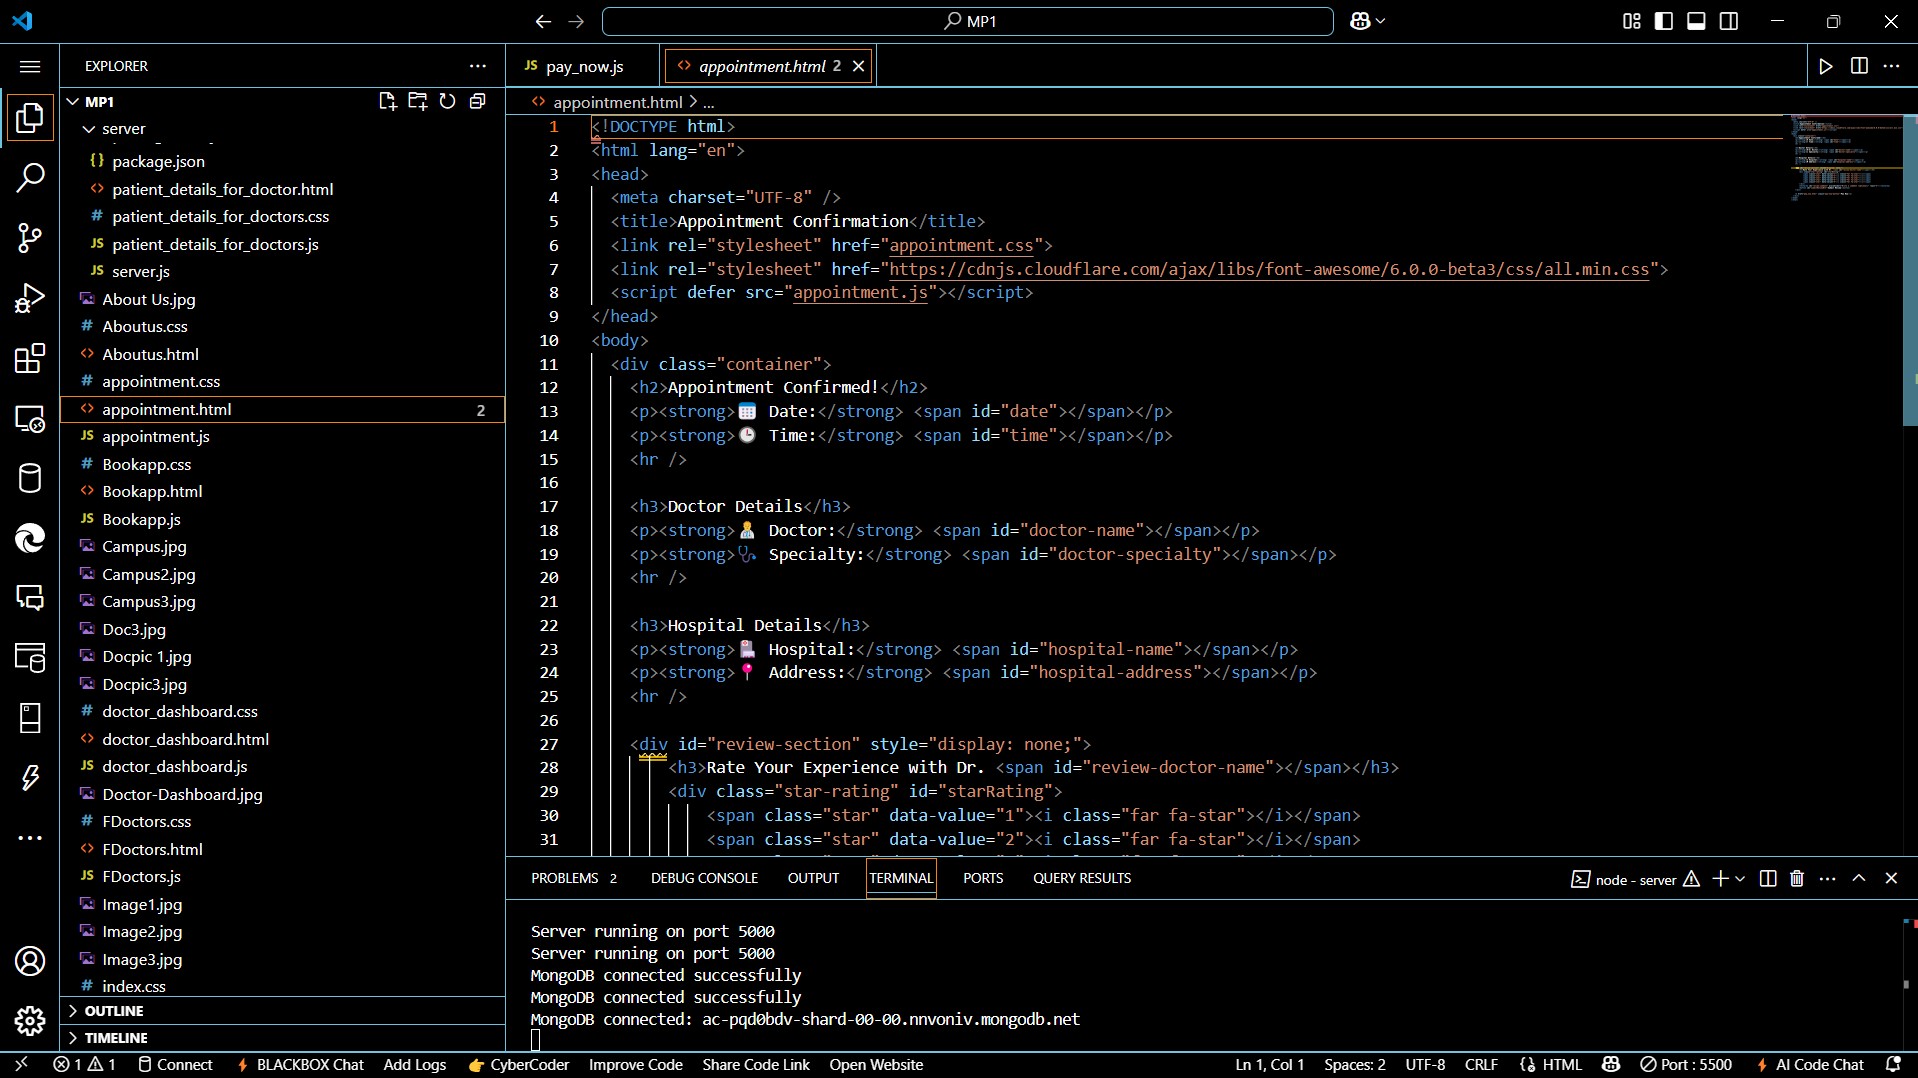 MP1
EXPLORER
MP1
server
package.json
patient_details_for_doctor.html
patient_details_for_doctors.css
JS patient_details_for_doctors.js
JS server.js
About Us.jpg
# Aboutus.css
<> Aboutus.html
# appointment.css
<> appointment.html 2
JS appointment.js
# Bookapp.css
<> Bookapp.html
JS Bookapp.js
Campus.jpg
Campus2.jpg
Campus3.jpg
Doc3.jpg
Docpic 1.jpg
Docpic3.jpg
# doctor_dashboard.css
<> doctor_dashboard.html
JS doctor_dashboard.js
Doctor-Dashboard.jpg
# FDoctors.css
<> FDoctors.html
JS FDoctors.js
Image1.jpg
Image2.jpg
Image3.jpg
# index.css
OUTLINE
TIMELINE
JS pay_now.js
<> appointment.html 2
<> appointment.html > ...
1 <!DOCTYPE html>
2 <html lang="en">
3 <head>
4 <meta charset="UTF-8" />
5 <title>Appointment Confirmation</title>
6 <link rel="stylesheet" href="appointment.css">
7 <link rel="stylesheet" href="https://cdnjs.cloudflare.com/ajax/libs/font-awesome/6.0.0-beta3/css/all.min.css">
8 <script defer src="appointment.js"></script>
9 </head>
10 <body>
11 <div class="container">
12 <h2>Appointment Confirmed!</h2>
13 <p><strong>📅 Date:</strong> <span id="date"></span></p>
14 <p><strong>🕒 Time:</strong> <span id="time"></span></p>
15 <hr />
16
17 <h3>Doctor Details</h3>
18 <p><strong>👨‍⚕️ Doctor:</strong> <span id="doctor-name"></span></p>
19 <p><strong>🩺 Specialty:</strong> <span id="doctor-specialty"></span></p>
20 <hr />
21
22 <h3>Hospital Details</h3>
23 <p><strong>🏥 Hospital:</strong> <span id="hospital-name"></span></p>
24 <p><strong>📍 Address:</strong> <span id="hospital-address"></span></p>
25 <hr />
26
27 <div id="review-section" style="display: none;">
28 <h3>Rate Your Experience with Dr. <span id="review-doctor-name"></span></h3>
29 <div class="star-rating" id="starRating">
30 <span class="star" data-value="1"><i class="far fa-star"></i></span>
31 <span class="star" data-value="2"><i class="far fa-star"></i></span>
PROBLEMS 2 DEBUG CONSOLE OUTPUT TERMINAL PORTS QUERY RESULTS
node - server
Server running on port 5000
Server running on port 5000
MongoDB connected successfully
MongoDB connected successfully
MongoDB connected: ac-pqd0bdv-shard-00-00.nnvoniv.mongodb.net
1 1 Connect BLACKBOX Chat Add Logs 👉 CyberCoder Improve Code Share Code Link Open Website Ln 1, Col 1 Spaces: 2 UTF-8 CRLF {} HTML Port : 5500 AI Code Chat